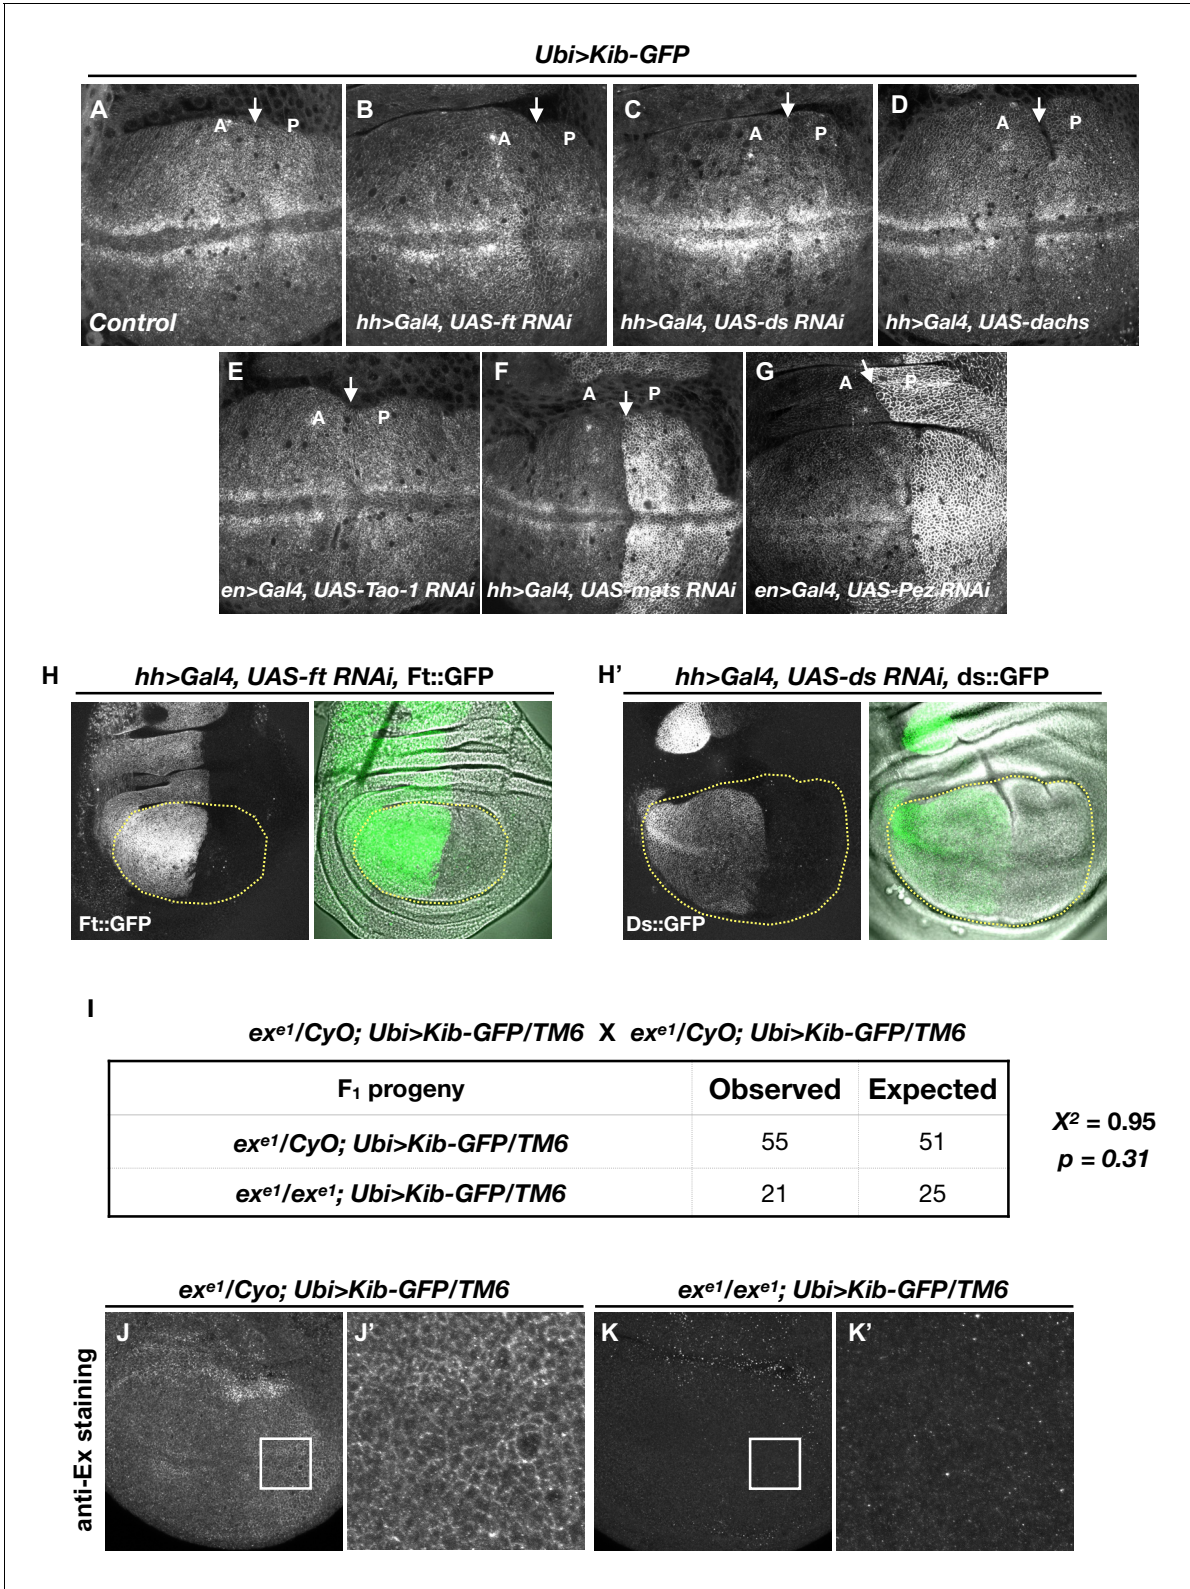 Ubi>Kib-GFP
A
A
P
Control
B
A
P
hh>Gal4, UAS-ft RNAi
C
A
P
hh>Gal4, UAS-ds RNAi
D
A
P
hh>Gal4, UAS-dachs
E
A
P
en>Gal4, UAS-Tao-1 RNAi
F
A
P
hh>Gal4, UAS-mats RNAi
G
A
P
en>Gal4, UAS-Pez RNAi
H
hh>Gal4, UAS-ft RNAi, Ft::GFP
Ft::GFP
H'
hh>Gal4, UAS-ds RNAi, ds::GFP
Ds::GFP
I
exᵉ¹/CyO; Ubi>Kib-GFP/TM6 X exᵉ¹/CyO; Ubi>Kib-GFP/TM6
F₁ progeny Observed Expected
exᵉ¹/CyO; Ubi>Kib-GFP/TM6 55 51
exᵉ¹/exᵉ¹; Ubi>Kib-GFP/TM6 21 25
X² = 0.95
p = 0.31
exᵉ¹/Cyo; Ubi>Kib-GFP/TM6
exᵉ¹/exᵉ¹; Ubi>Kib-GFP/TM6
anti-Ex staining
J
J'
K
K'